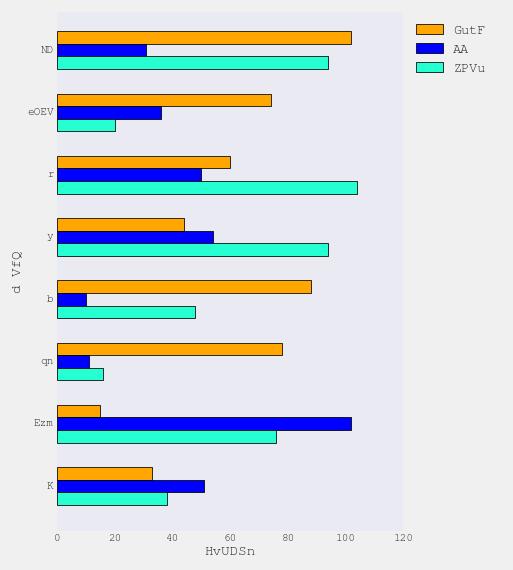 GutF
AA
ZPVu
ND
eOEV
r
y
b
qn
Ezm
K
d VfQ
0 20 40 60 80 100 120
HvUDSn